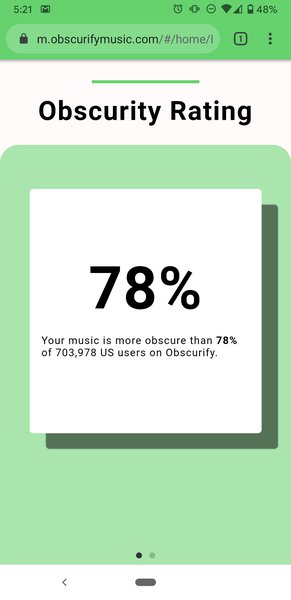 5:21
48%
m.obscurifymusic.com/#/home/
1
Obscurity Rating
78%
Your music is more obscure than 78%
of 703,978 US users on Obscurify.